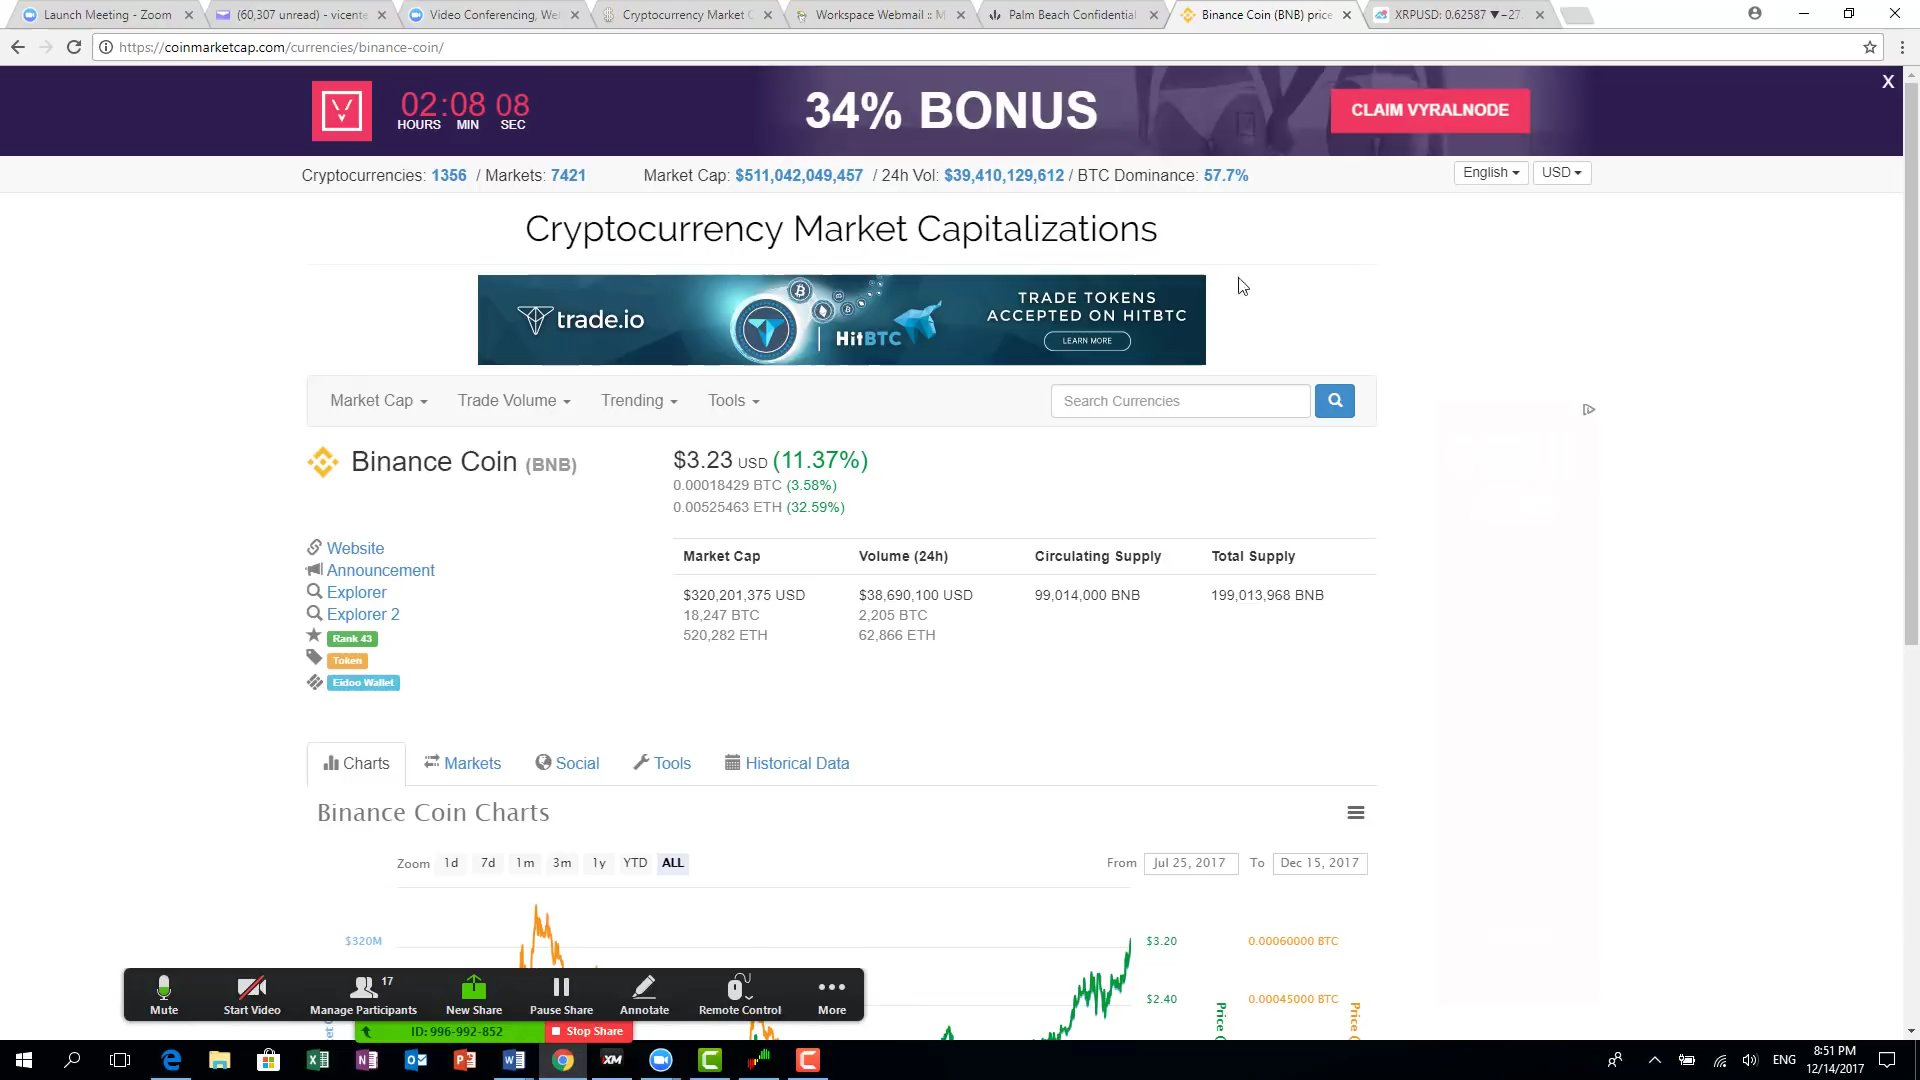 Launch Meeting - Zoom
(60,307 unread) - vicente
Video Conferencing, We
Cryptocurrency Market C
Workspace Webmail :: M
Palm Beach Confidential
Binance Coin (BNB) price
XRPUSD: 0.62587 ▼−27.
https://coinmarketcap.com/currencies/binance-coin/
02:08 08
HOURS MIN SEC
34% BONUS
CLAIM VYRALNODE
X
Cryptocurrencies: 1356 / Markets: 7421
Market Cap: $511,042,049,457 / 24h Vol: $39,410,129,612 / BTC Dominance: 57.7%
English
USD
Cryptocurrency Market Capitalizations
trade.io
HitBTC
TRADE TOKENS
ACCEPTED ON HITBTC
LEARN MORE
Market Cap
Trade Volume
Trending
Tools
Search Currencies
Binance Coin (BNB)
$3.23 USD (11.37%)
0.00018429 BTC (3.58%)
0.00525463 ETH (32.59%)
Website
Announcement
Explorer
Explorer 2
Rank 43
Token
Eidoo Wallet
Market Cap Volume (24h) Circulating Supply Total Supply
$320,201,375 USD $38,690,100 USD 99,014,000 BNB 199,013,968 BNB
18,247 BTC 2,205 BTC
520,282 ETH 62,866 ETH
Charts
Markets
Social
Tools
Historical Data
Binance Coin Charts
Zoom 1d 7d 1m 3m 1y YTD ALL
From Jul 25, 2017 To Dec 15, 2017
$320M
$3.20
0.00060000 BTC
$2.40
0.00045000 BTC
Price (
Price (
17
Mute
Start Video
Manage Participants
New Share
Pause Share
Annotate
Remote Control
More
ID: 996-992-852
Stop Share
XM
ENG
8:51 PM
12/14/2017